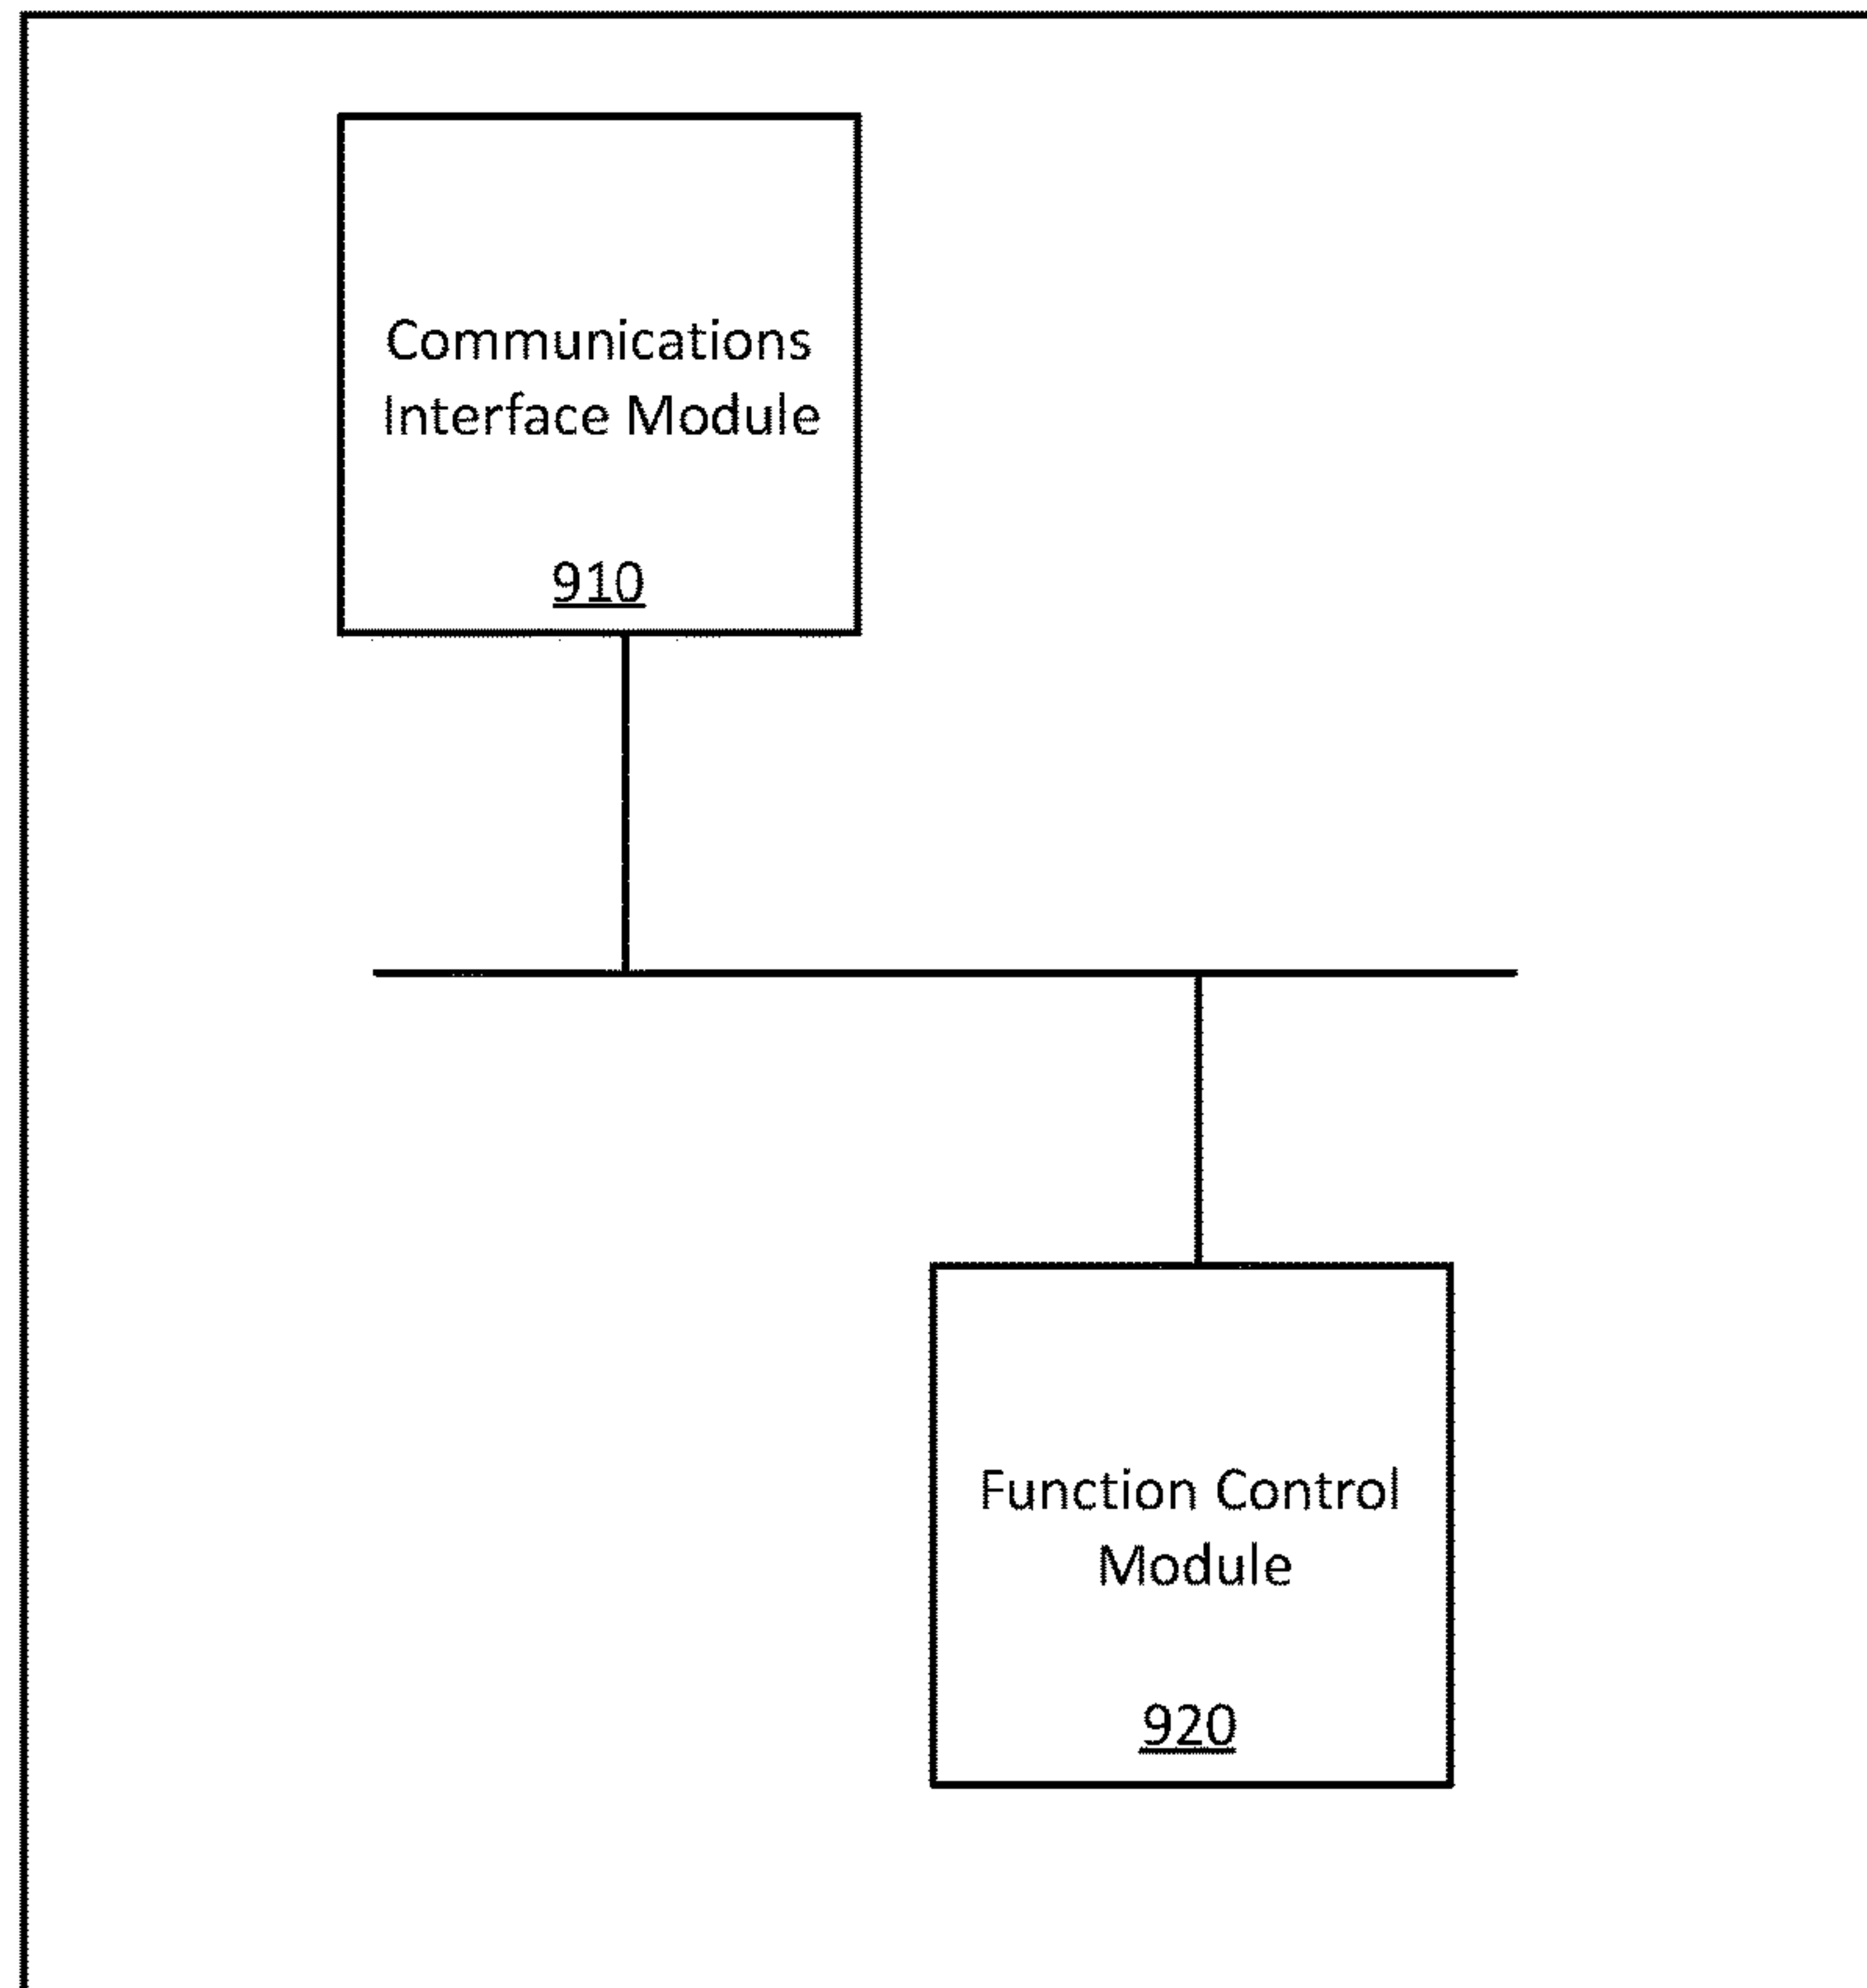 Communications
Interface Module
910
Function Control
Module
920